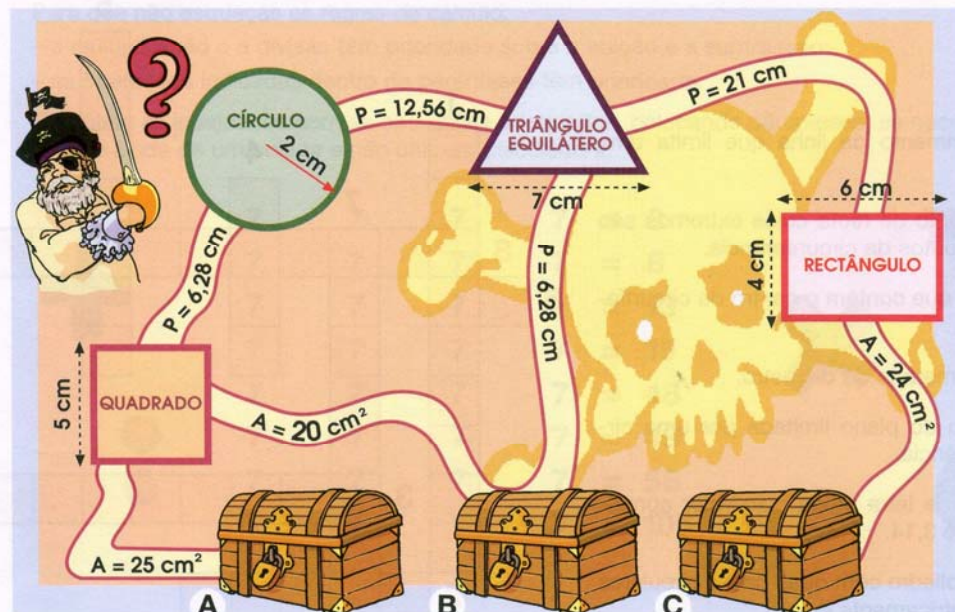 ?
CÍRCULO
2 cm
P = 12,56 cm
TRIÂNGULO
EQUILÁTERO
P = 21 cm
7 cm
6 cm
4 cm
RECTÂNGULO
P = 6,28 cm
P = 6,28 cm
5 cm
QUADRADO
A = 20 cm²
A = 24 cm²
A = 25 cm²
A
B
C